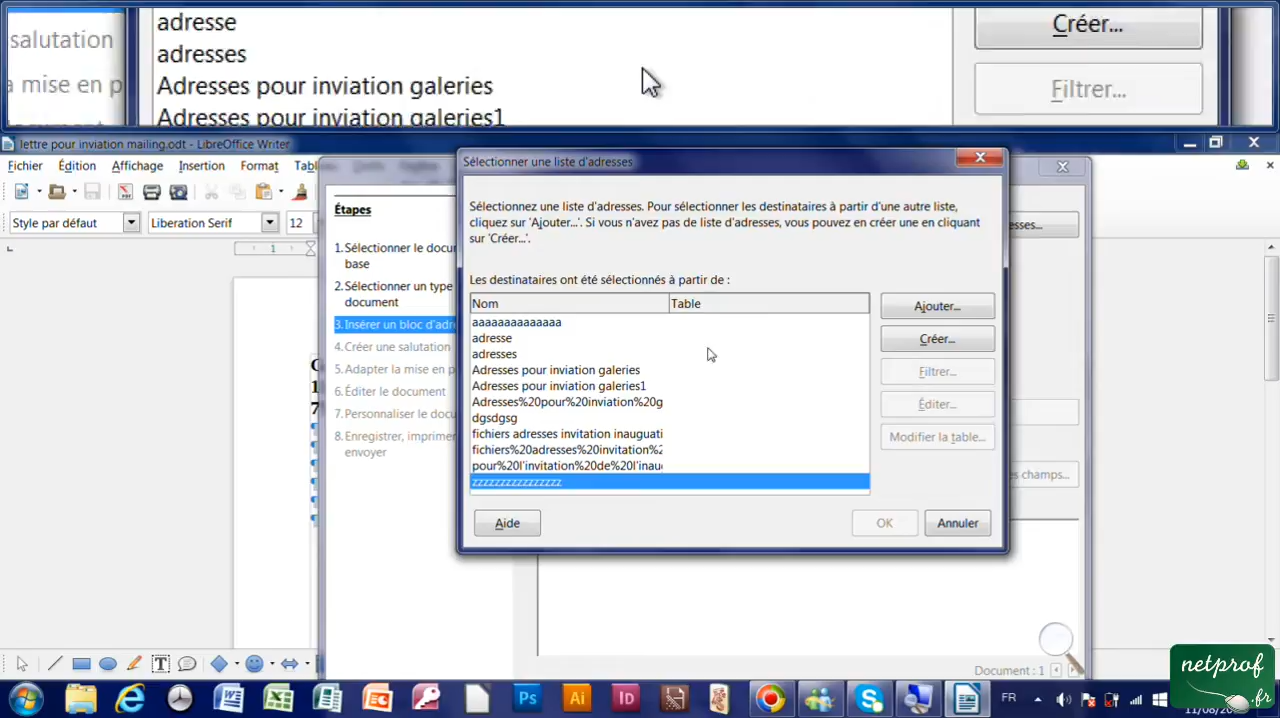 salutation
a mise en p
adresse
adresses
Adresses pour inviation galeries
Adresses pour inviation galeries1
Créer...
Filtrer...
lettre pour inviation mailing.odt - LibreOffice Writer
Fichier Édition Affichage Insertion Format
Style par défaut Liberation Serif 12
1
Étapes
1.Sélectionner le docu
base
2.Sélectionner un type
document
3.Insérer un bloc d'adre
4.Créer une salutation
5.Adapter la mise en p
6.Éditer le document
7.Personnaliser le docu
8.Enregistrer, imprimer
envoyer
Sélectionner une liste d'adresses
Sélectionnez une liste d'adresses. Pour sélectionner les destinataires à partir d'une autre liste,
cliquez sur 'Ajouter...'. Si vous n'avez pas de liste d'adresses, vous pouvez en créer une en cliquant
sur 'Créer...'.
Les destinataires ont été sélectionnés à partir de :
Nom Table
aaaaaaaaaaaaaa
adresse
adresses
Adresses pour inviation galeries
Adresses pour inviation galeries1
Adresses%20pour%20inviation%20g
dgsdgsg
fichiers adresses invitation inaugurati
fichiers%20adresses%20invitation%2
pour%20l'invitation%20de%20l'inau
zzzzzzzzzzzzzzzz
Ajouter...
Créer...
Filtrer...
Éditer...
Modifier la table...
Aide OK Annuler
esses...
es champs...
Document : 1
FR
11/08/20
netprof
.fr